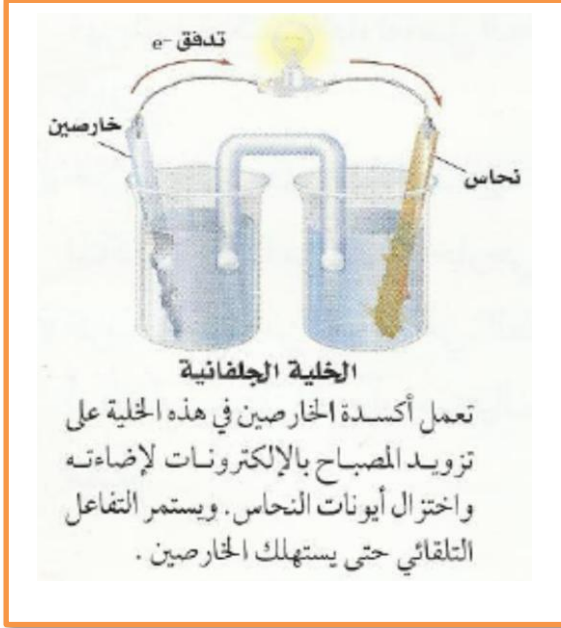 تدفق e-
خارصين
نحاس
الخلية الجلفانية
تعمل أكسدة الخارصين في هذه الخلية على
تزويد المصباح بالإلكترونات لإضاءته
واختزال أيونات النحاس. ويستمر التفاعل
التلقائي حتى يستهلك الخارصين .